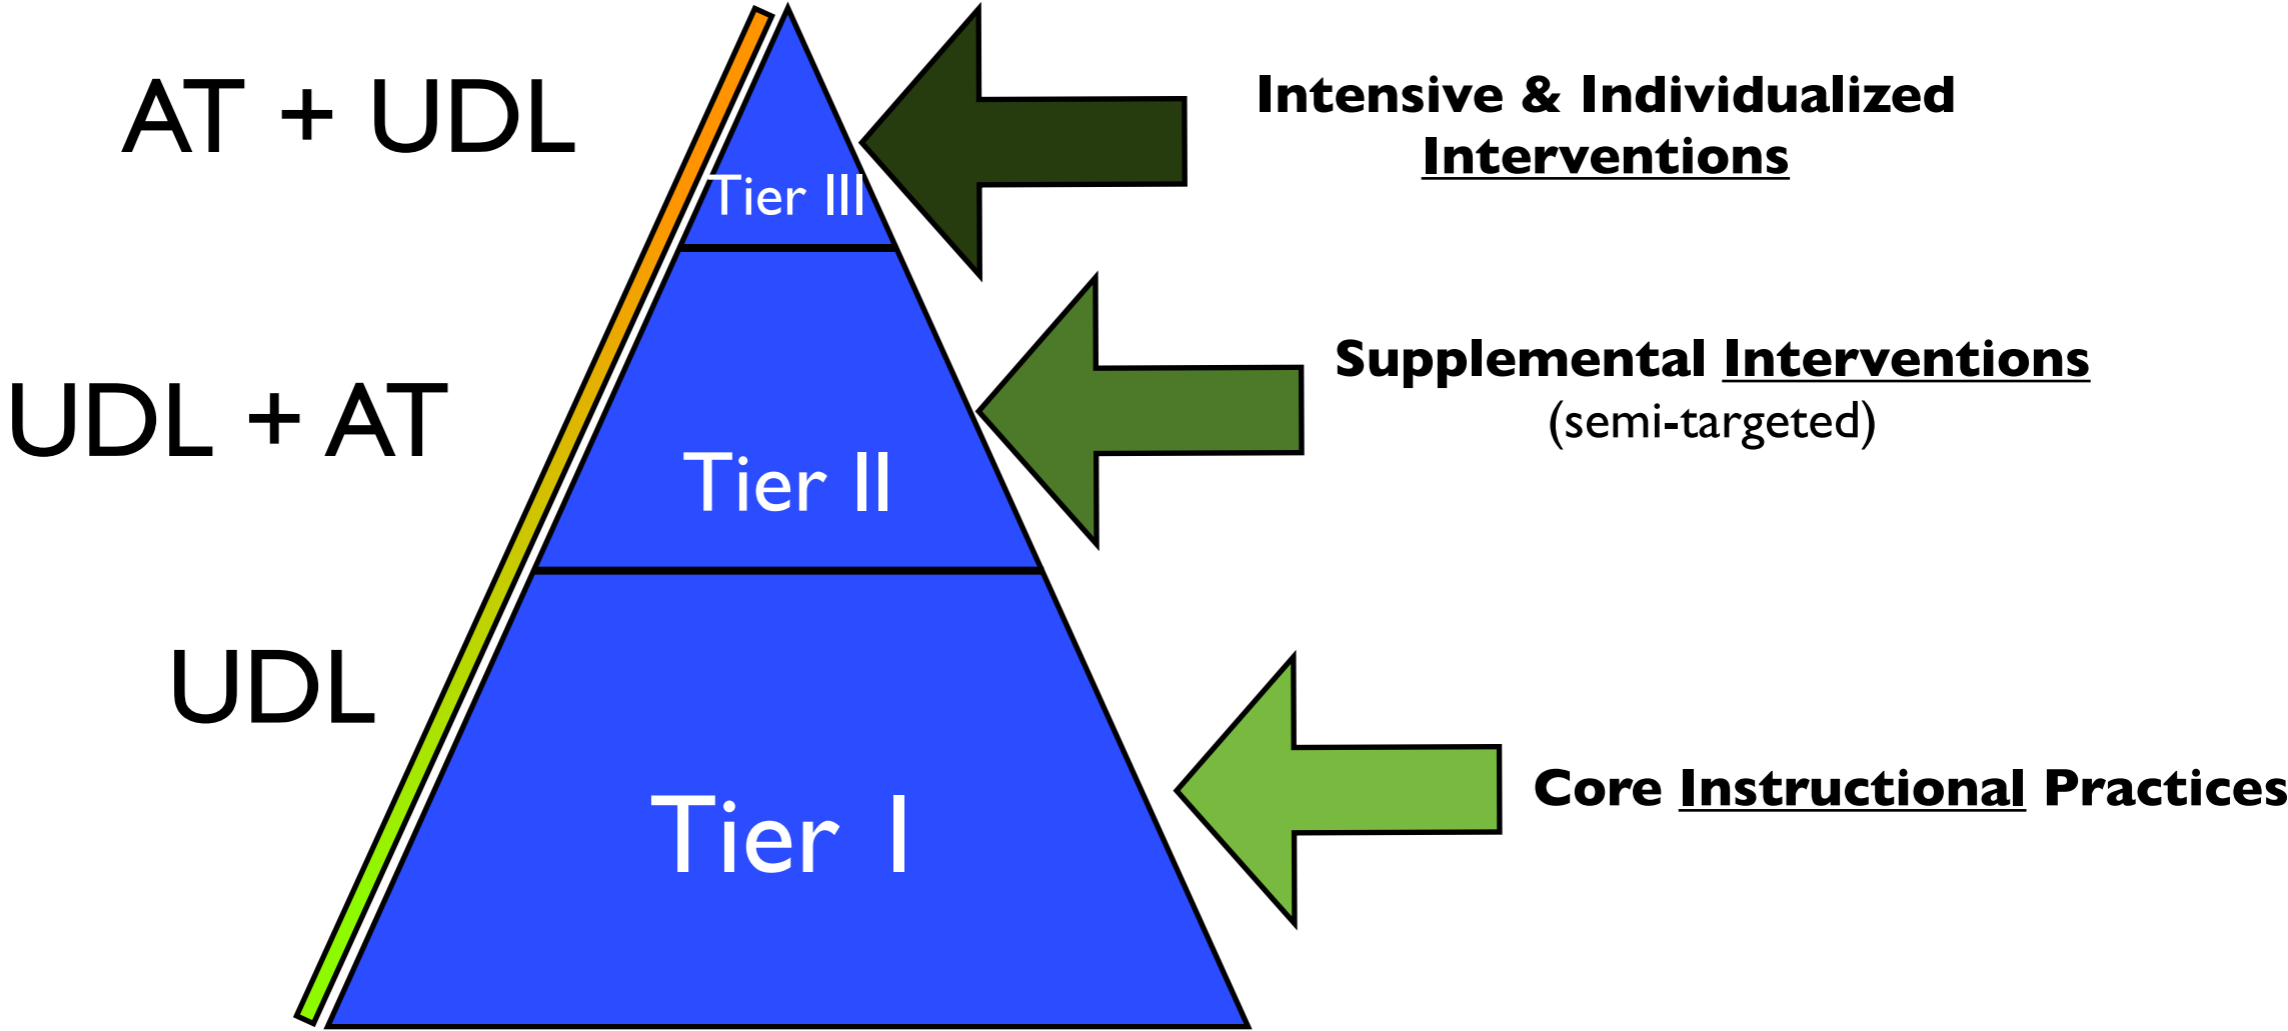 AT + UDL
Intensive & Individualized
Interventions
Tier III
Supplemental Interventions
(semi-targeted)
UDL + AT
Tier II
UDL
Core Instructional Practices
Tier I